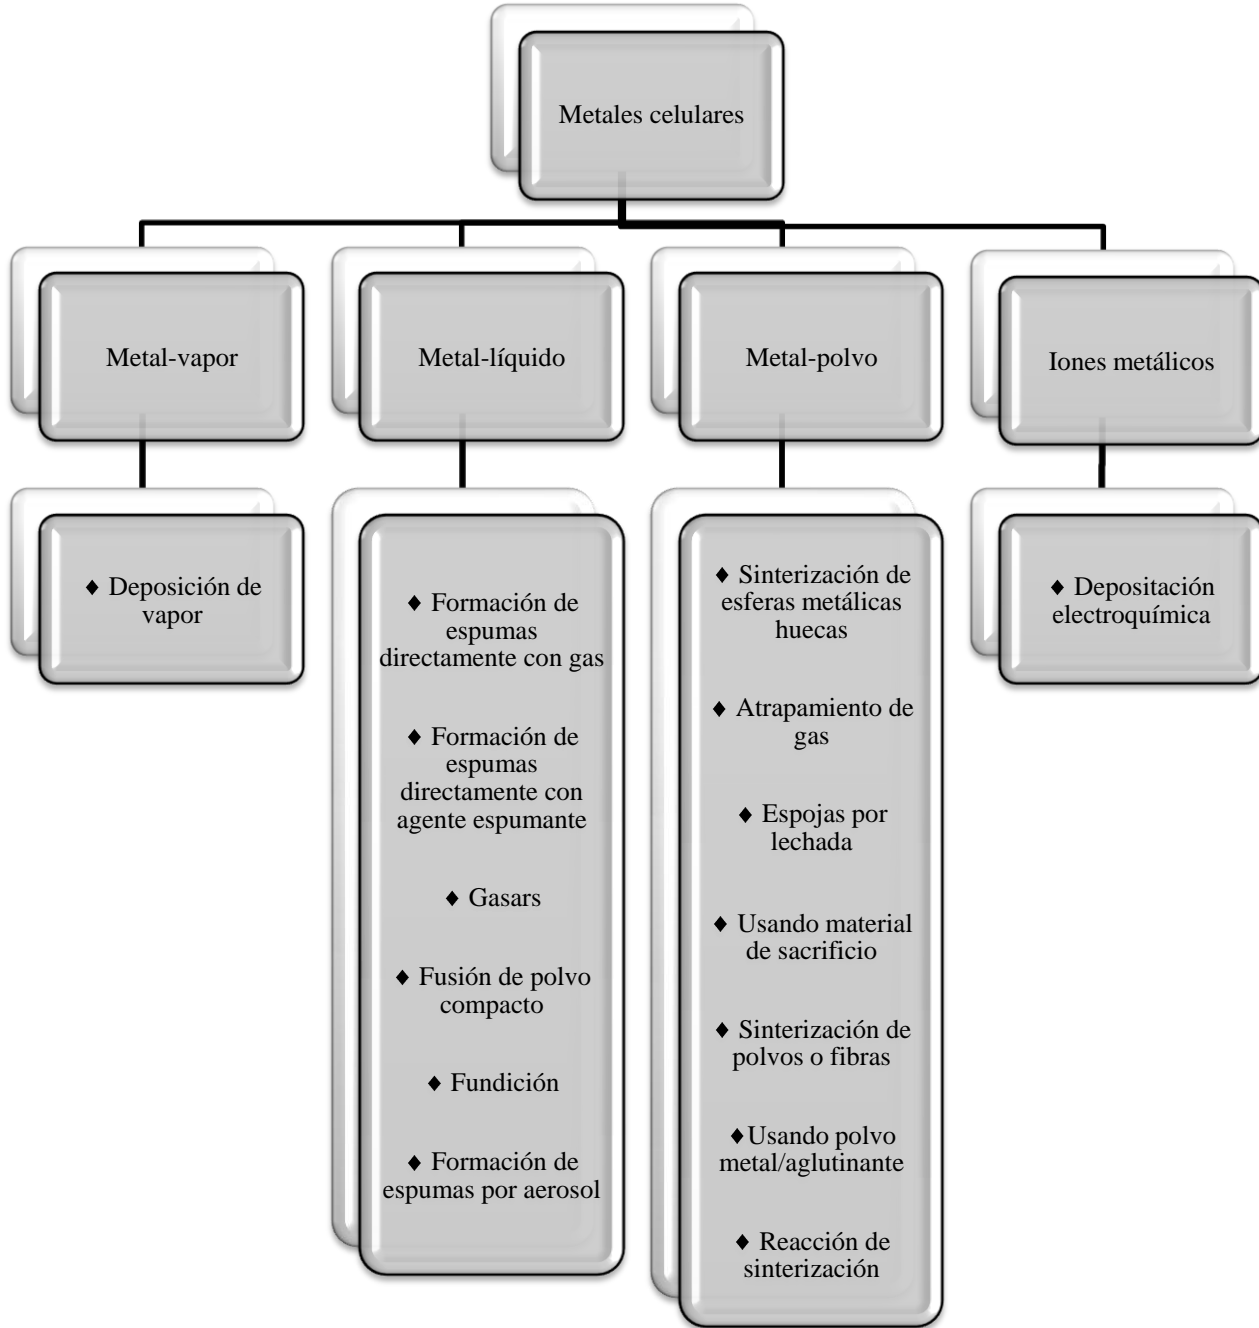 Metales celulares
Metal-vapor
Metal-líquido
Metal-polvo
Iones metálicos
♦ Deposición de
vapor
♦ Formación de
espumas
directamente con gas
♦ Formación de
espumas
directamente con
agente espumante
♦ Gasars
♦ Fusión de polvo
compacto
♦ Fundición
♦ Formación de
espumas por aerosol
♦ Sinterización de
esferas metálicas
huecas
♦ Atrapamiento de
gas
♦ Espojas por
lechada
♦ Usando material
de sacrificio
♦ Sinterización de
polvos o fibras
♦Usando polvo
metal/aglutinante
♦ Reacción de
sinterización
♦ Depositación
electroquímica